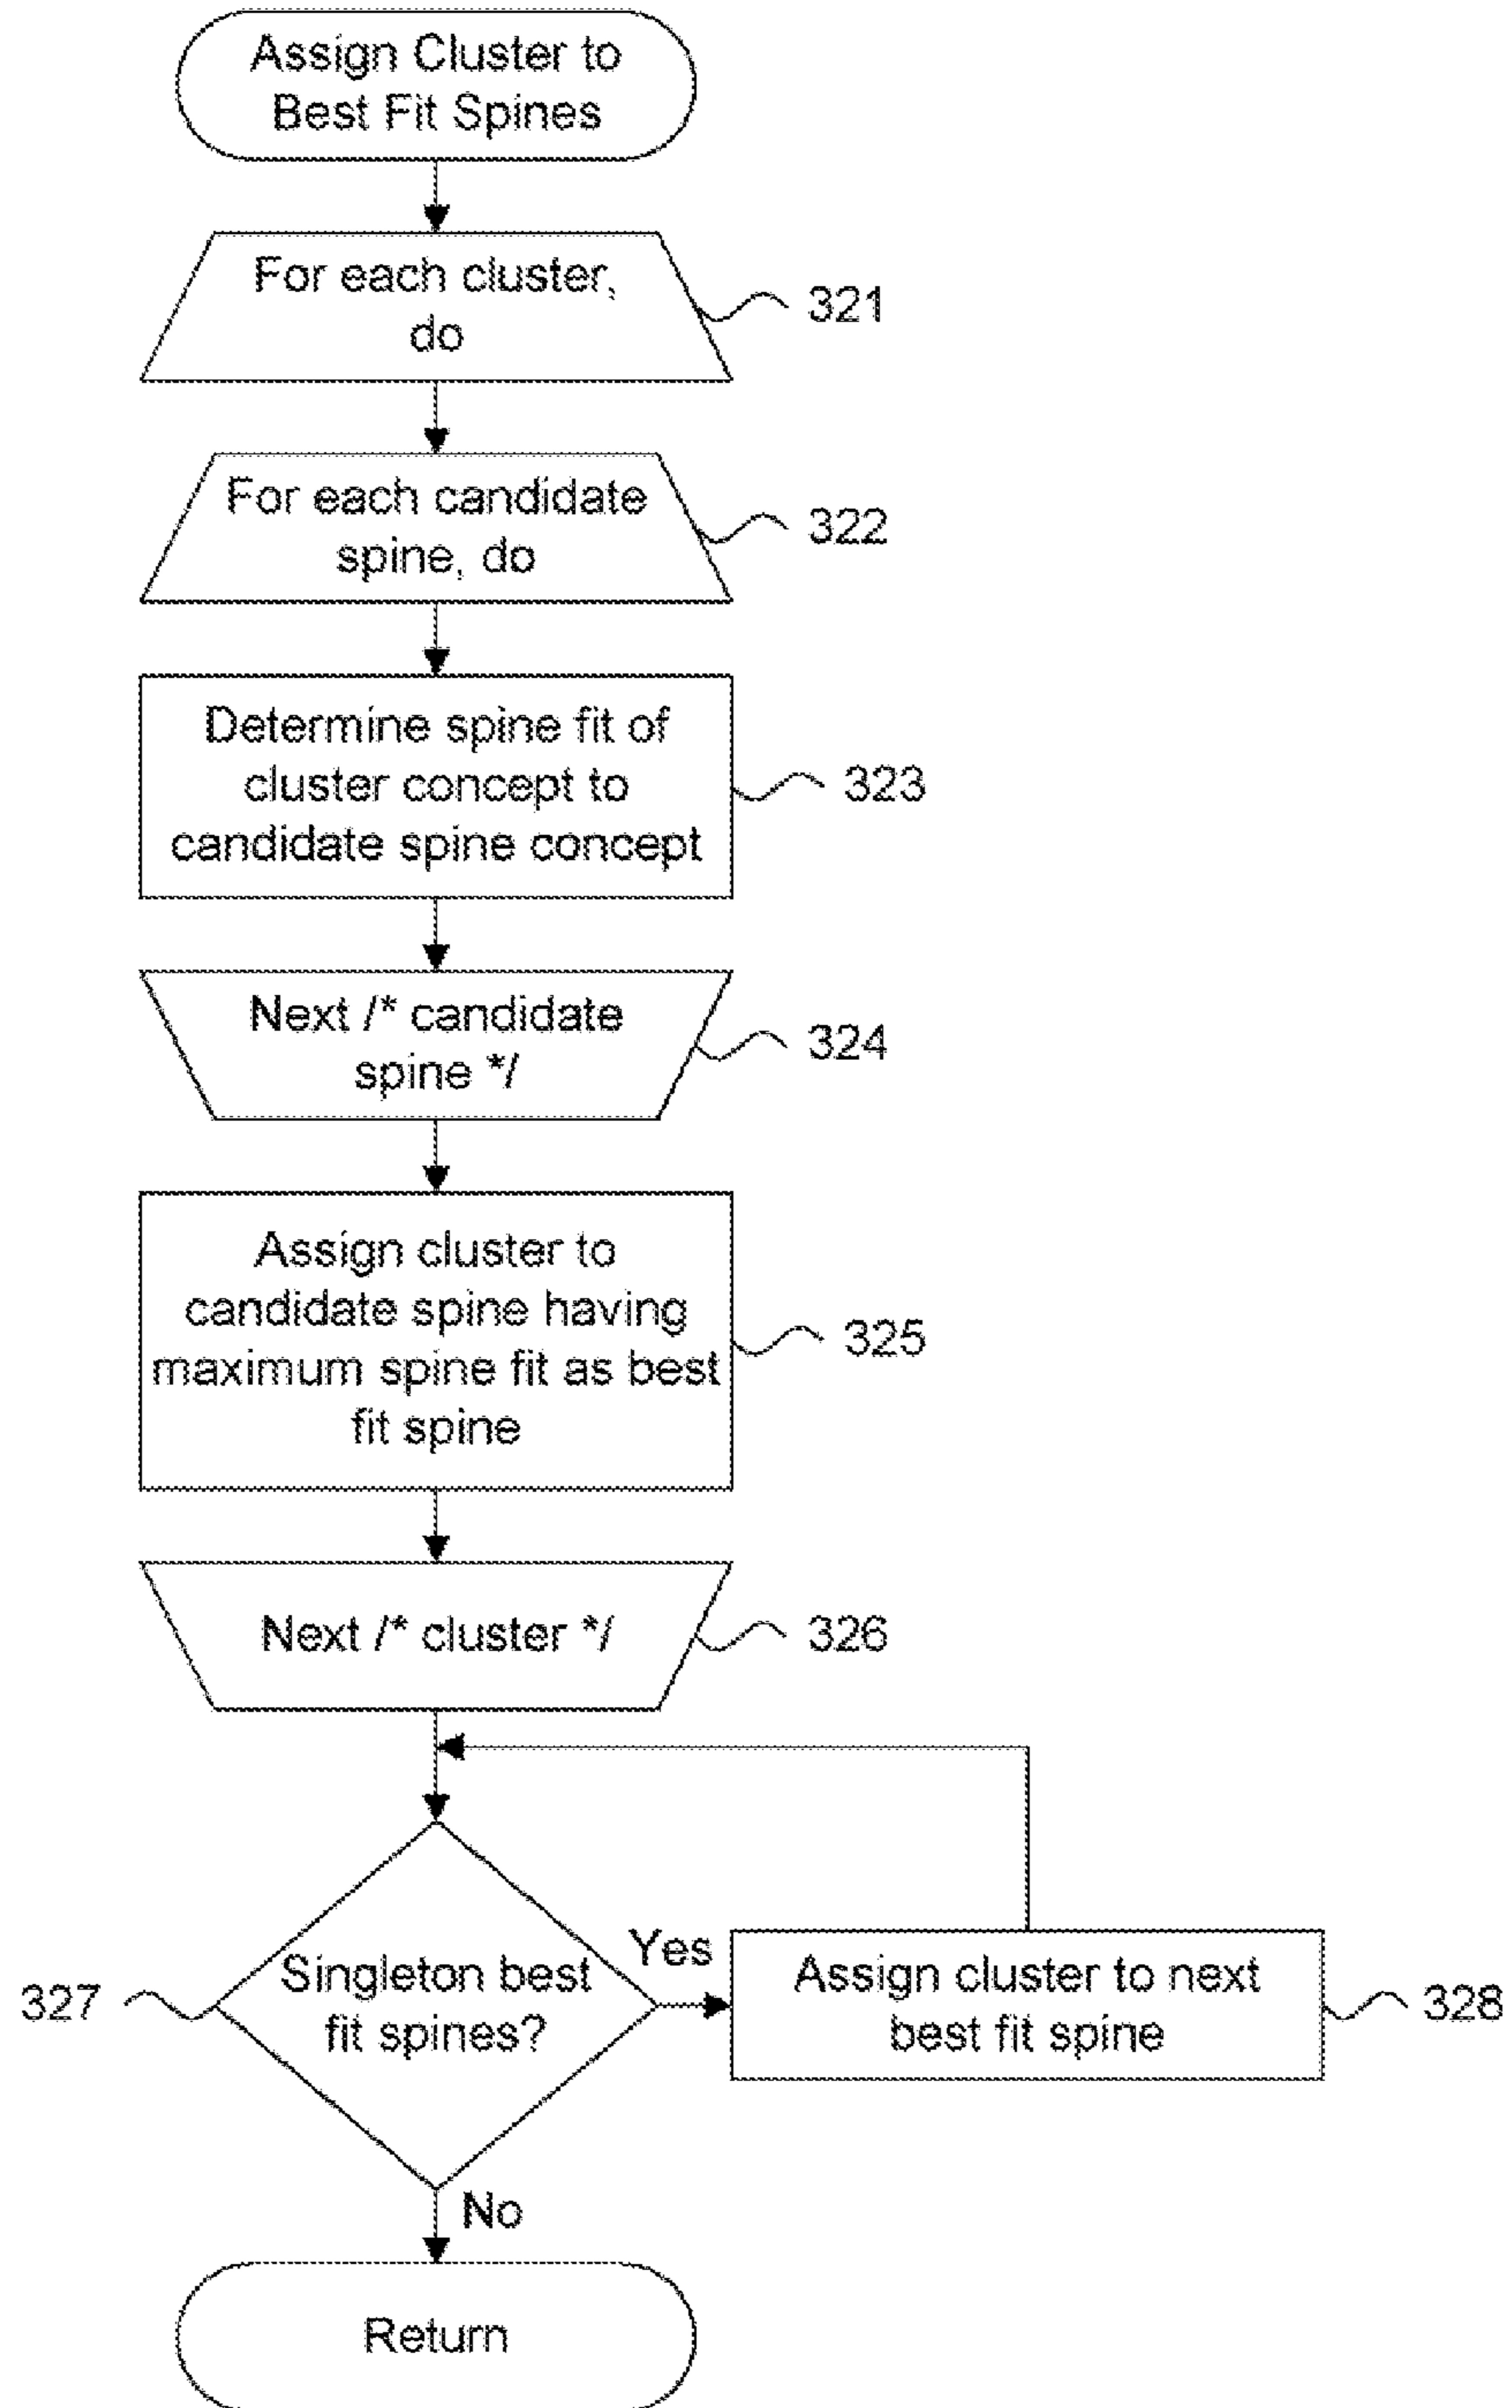 Assign Cluster to
Best Fit Spines
For each cluster,
do
321
For each candidate
spine, do
322
Determine spine fit of
cluster concept to
candidate spine concept
323
Next /* candidate
spine */
324
Assign cluster to
candidate spine having
maximum spine fit as best
fit spine
325
Next /* cluster */
326
327
Singleton best
fit spines?
Yes
Assign cluster to next
best fit spine
328
No
Return